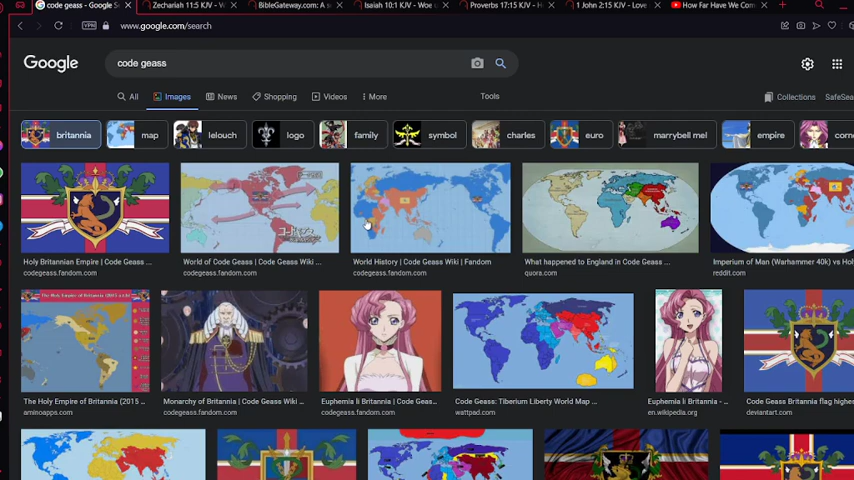 code geass - Google S
Zechariah 11:5 KJV - 
BibleGateway.com: A s
Isaiah 10:1 KJV - Woe u
Proverbs 17:15 KJV - H
1 John 2:15 KJV - Love
How Far Have We Com
VPN www.google.com/search
Google code geass
All Images News Shopping Videos More Tools Collections SafeSea
britannia map lelouch logo family symbol charles euro marrybell mel empire corne
Holy Britannian Empire | Code Geass ...
codegeass.fandom.com
World of Code Geass | Code Geass Wiki ...
codegeass.fandom.com
World History | Code Geass Wiki | Fandom
codegeass.fandom.com
What happened to England in Code Geass ...
quora.com
Imperium of Man (Warhammer 40k) vs Hol
reddit.com
The Holy Empire of Britannia (2015 ...
aminoapps.com
Monarchy of Britannia | Code Geass Wiki ...
codegeass.fandom.com
Euphemia li Britannia | Code Geas...
codegeass.fandom.com
Code Geass: Tiberium Liberty World Map ...
wattpad.com
Euphemia li Britannia - ...
en.wikipedia.org
Code Geass Britannia flag higher
deviantart.com